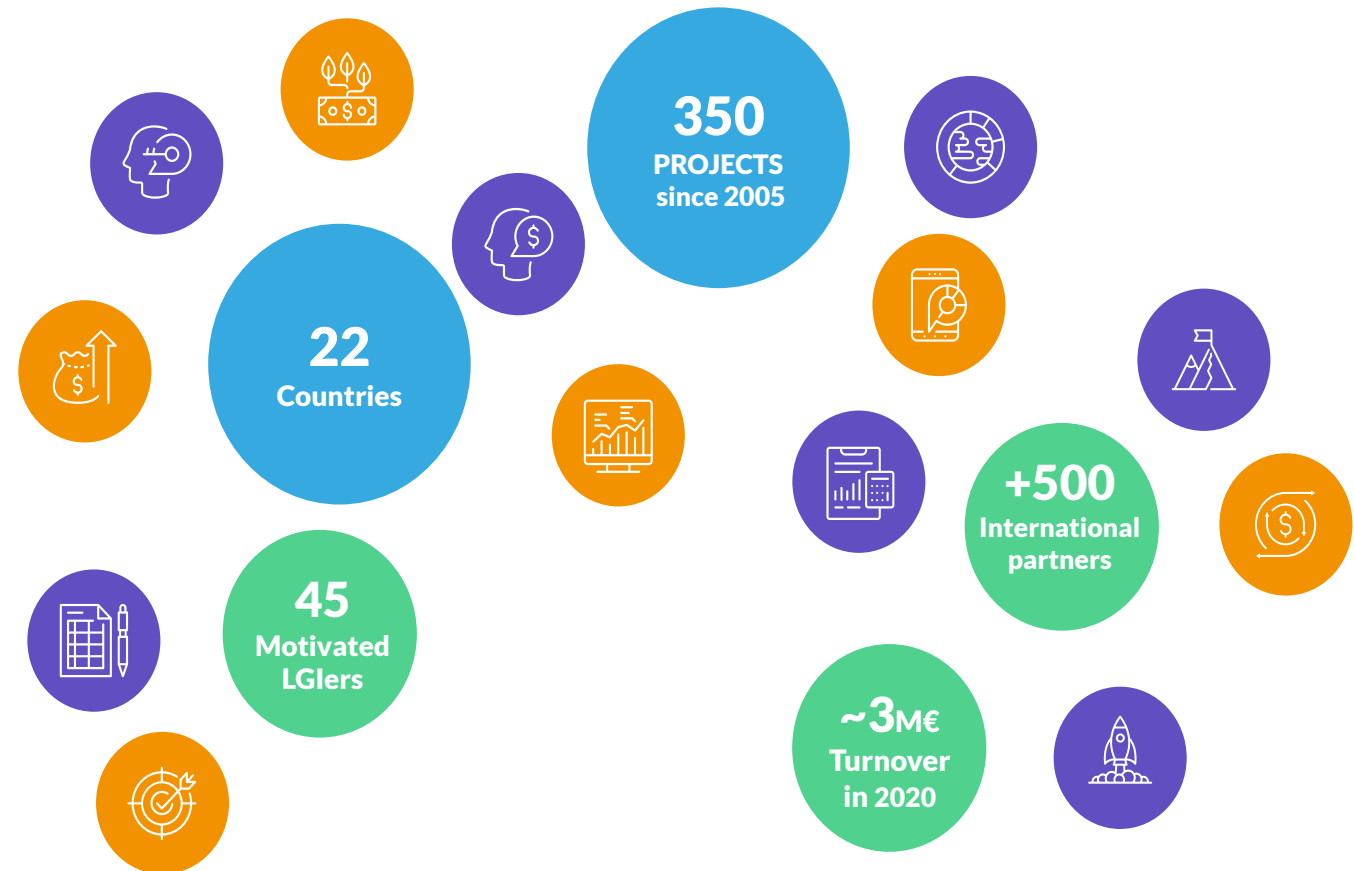 350
PROJECTS
since 2005
22
Countries
+500
International
partners
45
Motivated
LGIers
~3M€
Turnover
in 2020